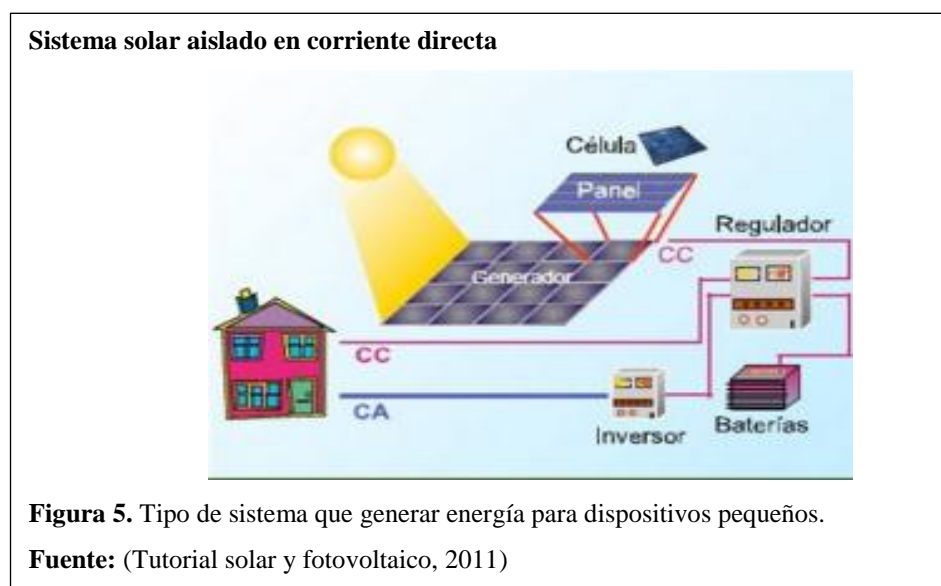 Sistema solar aislado en corriente directa
Célula
Panel
Regulador
CC
Generador
CC
CA
Inversor
Baterías
Figura 5. Tipo de sistema que generar energía para dispositivos pequeños.
Fuente: (Tutorial solar y fotovoltaico, 2011)